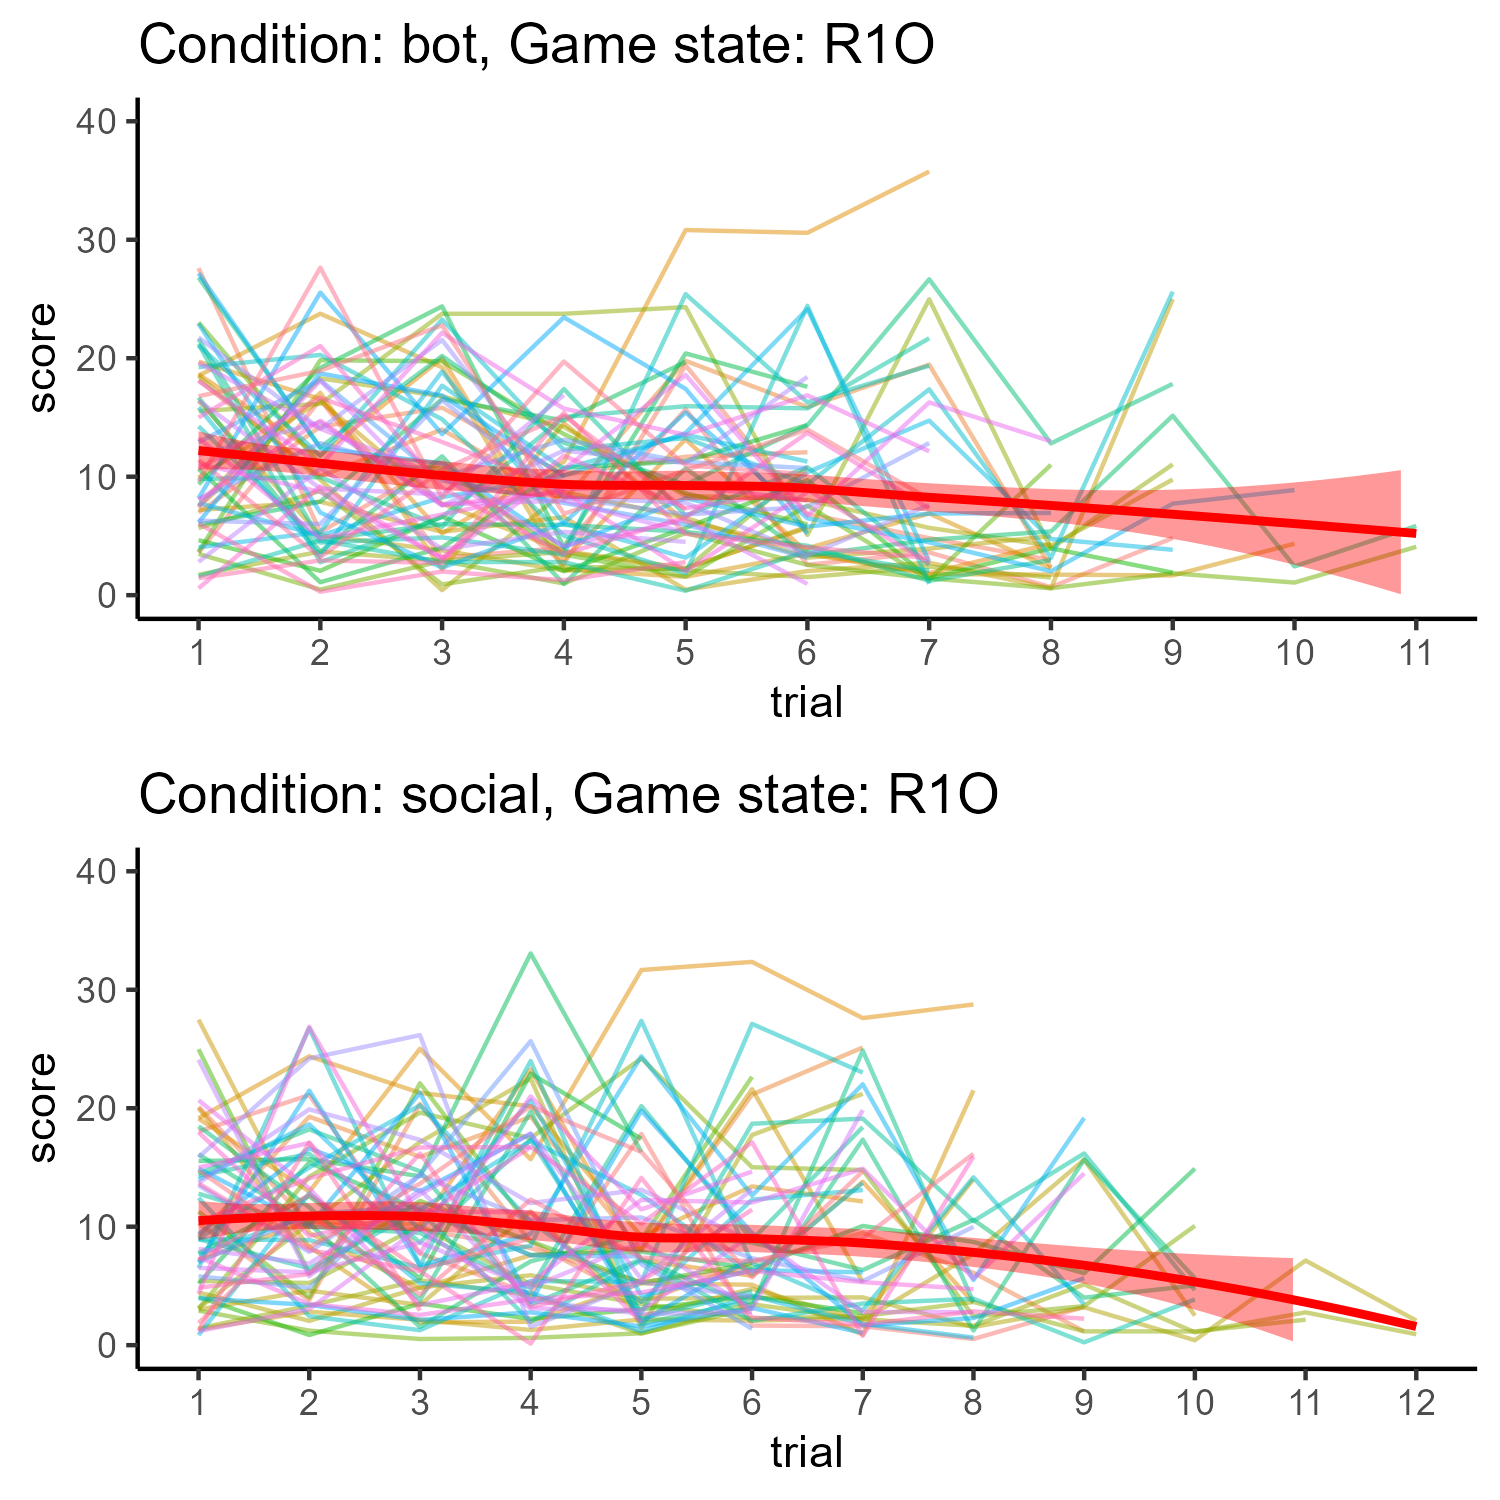 Condition: bot, Game state: R1O
40
30
20
10
0
score
1 2 3 4 5 6 7 8 9 10 11
trial
Condition: social, Game state: R1O
40
30
20
10
0
score
1 2 3 4 5 6 7 8 9 10 11 12
trial